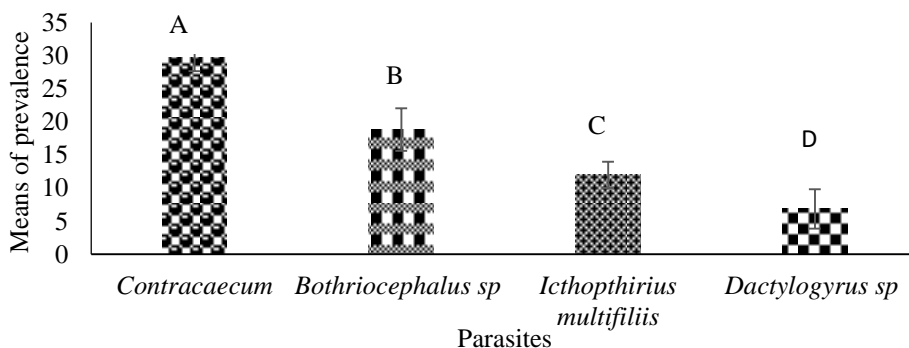 35
30
25
20
15
10
5
0
Means of prevalence
A
B
C
D
Contracaecum Bothriocephalus sp Icthopthirius Dactylogyrus sp
multifiliis
Parasites